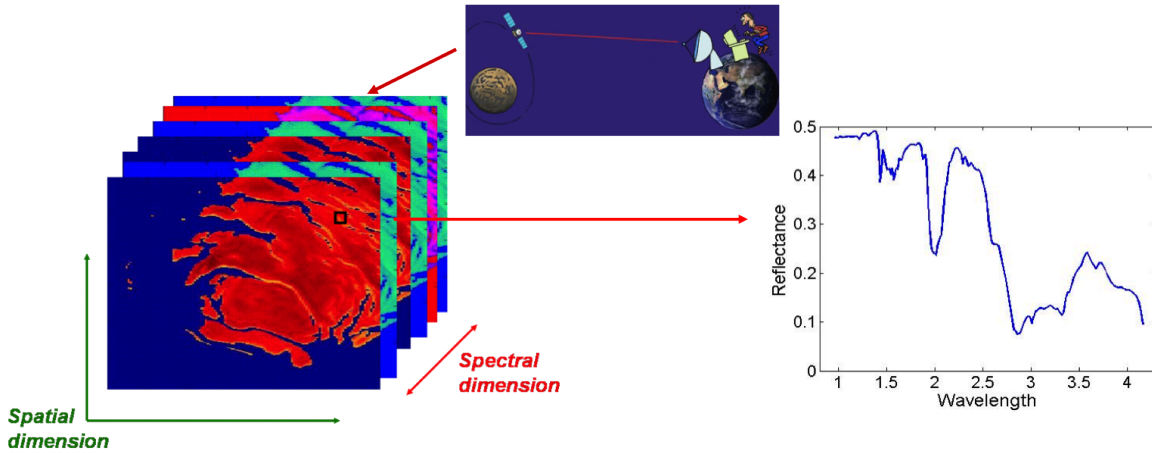 Spatial
dimension
Spectral
dimension
Reflectance
0.5
0.4
0.3
0.2
0.1
0
1
1.5
2
2.5
3
3.5
4
Wavelength